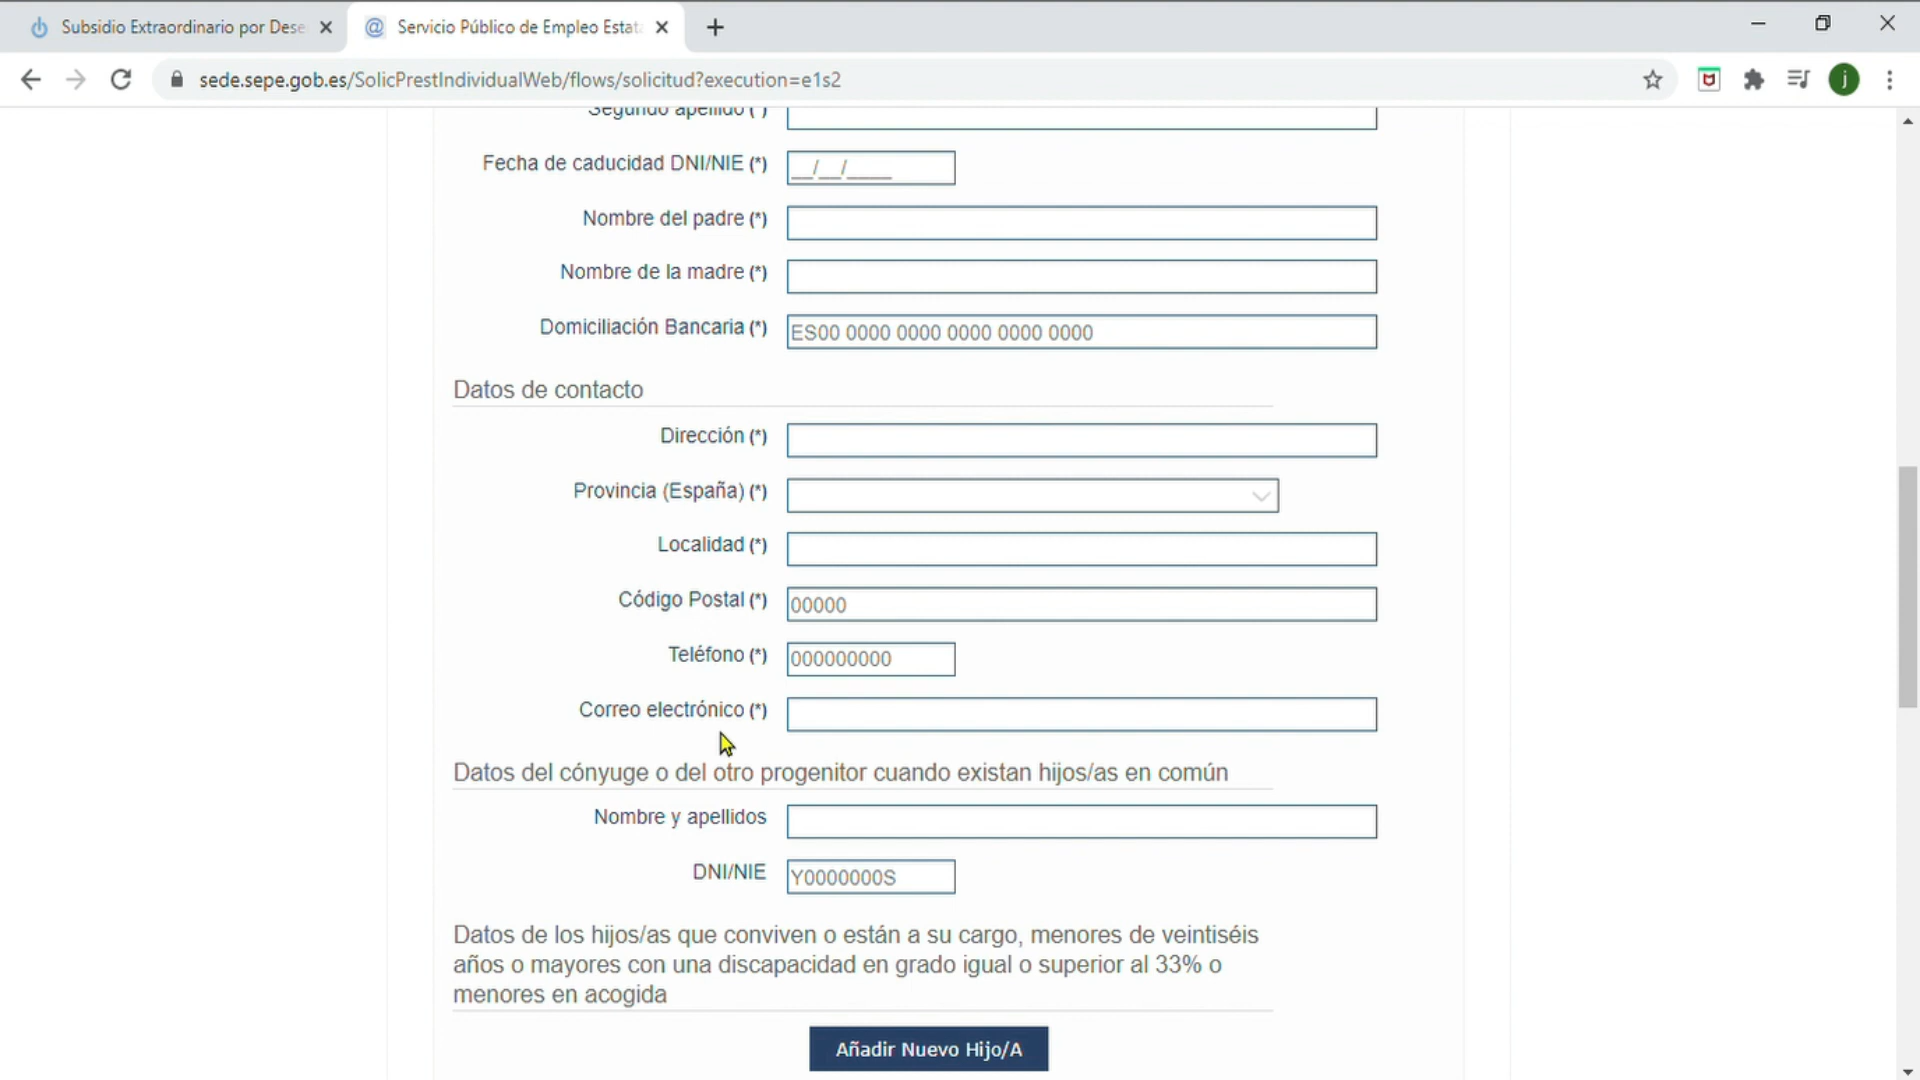 Subsidio Extraordinario por Dese
Servicio Público de Empleo Estata
sede.sepe.gob.es/SolicPrestIndividualWeb/flows/solicitud?execution=e1s2
j
Segundo apellido (*)
Fecha de caducidad DNI/NIE (*)
__/__/____
Nombre del padre (*)
Nombre de la madre (*)
Domiciliación Bancaria (*)
ES00 0000 0000 0000 0000 0000
Datos de contacto
Dirección (*)
Provincia (España) (*)
Localidad (*)
Código Postal (*)
00000
Teléfono (*)
000000000
Correo electrónico (*)
Datos del cónyuge o del otro progenitor cuando existan hijos/as en común
Nombre y apellidos
DNI/NIE
Y0000000S
Datos de los hijos/as que conviven o están a su cargo, menores de veintiséis
años o mayores con una discapacidad en grado igual o superior al 33% o
menores en acogida
Añadir Nuevo Hijo/A